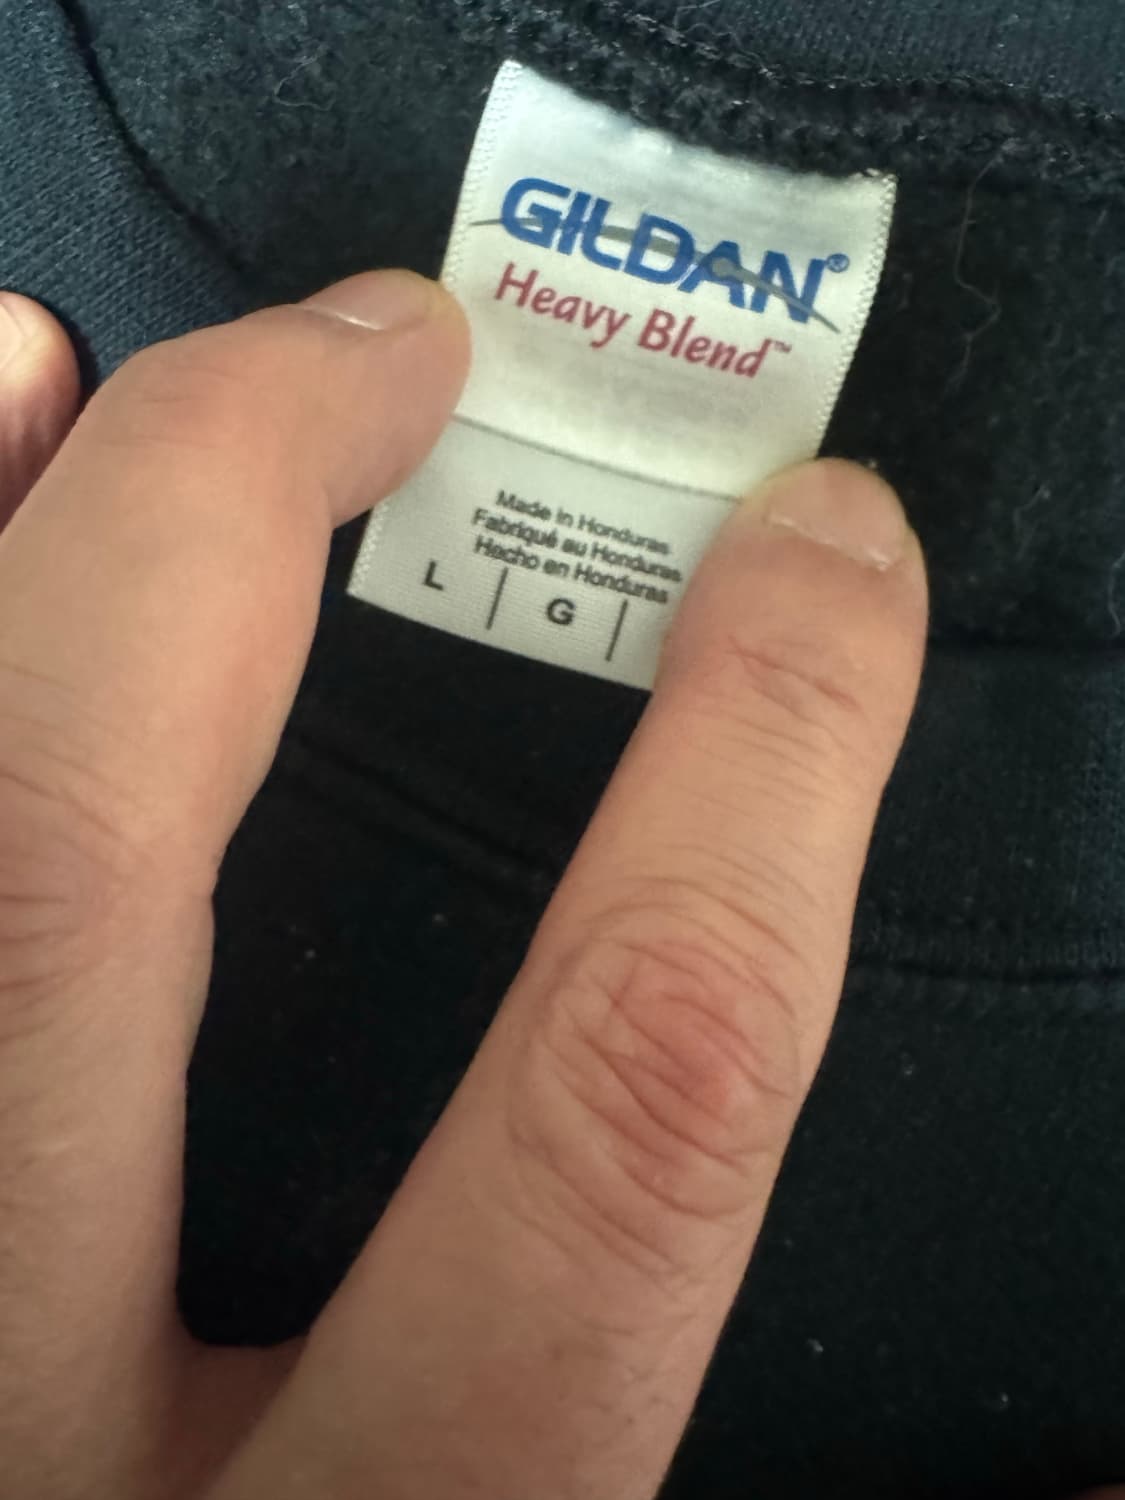 GILDAN®
Heavy Blend™
Made in Honduras
Fabriqué au Honduras
Hecho en Honduras
L | G |